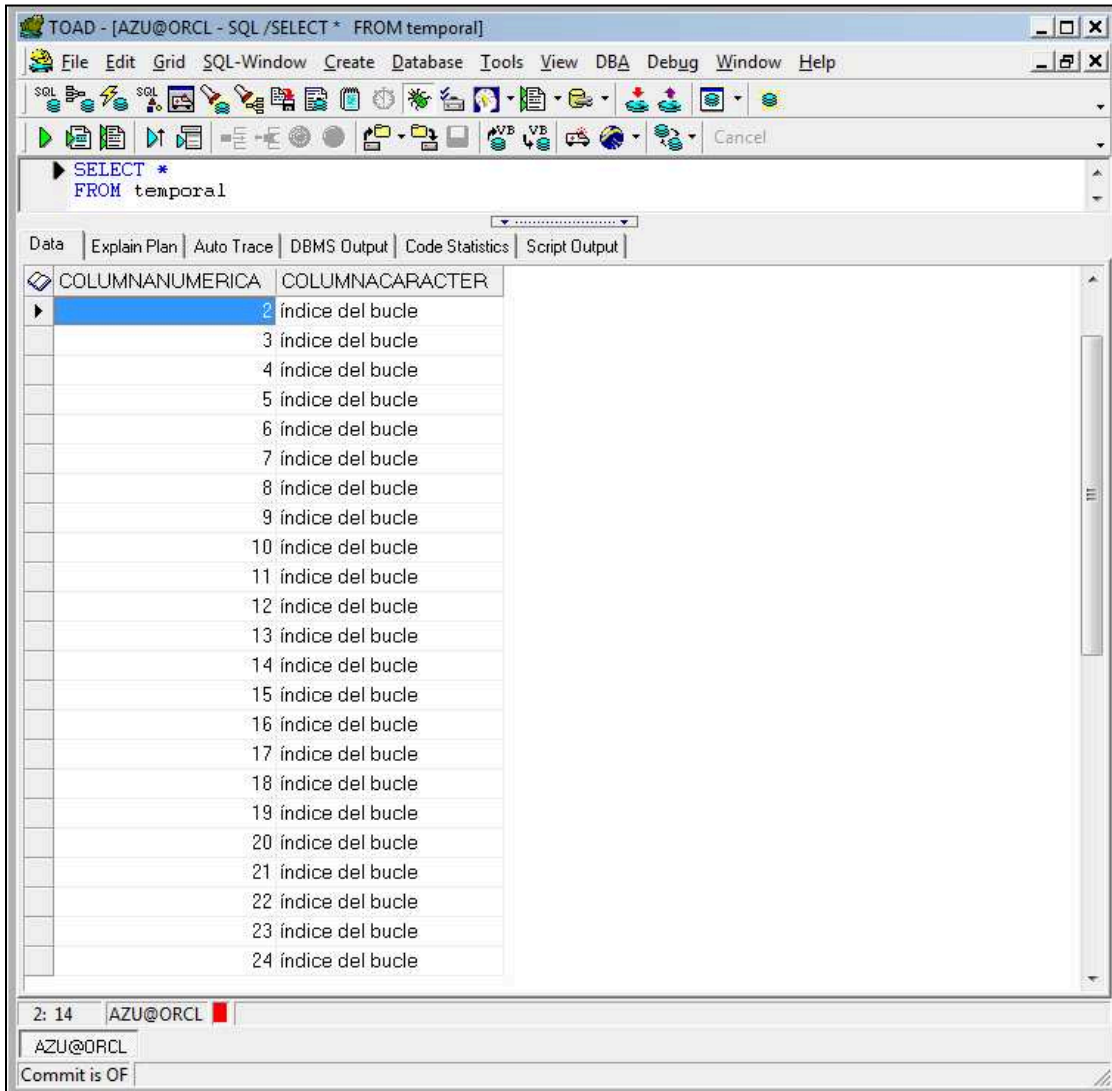 TOAD - [AZU@ORCL - SQL /SELECT *  FROM temporal]
File Edit Grid SQL-Window Create Database Tools View DBA Debug Window Help
SQL SQL
VB VB Cancel
SELECT *
FROM temporal
Data Explain Plan Auto Trace DBMS Output Code Statistics Script Output
COLUMNANUMERICA COLUMNACARACTER
2 índice del bucle
3 índice del bucle
4 índice del bucle
5 índice del bucle
6 índice del bucle
7 índice del bucle
8 índice del bucle
9 índice del bucle
10 índice del bucle
11 índice del bucle
12 índice del bucle
13 índice del bucle
14 índice del bucle
15 índice del bucle
16 índice del bucle
17 índice del bucle
18 índice del bucle
19 índice del bucle
20 índice del bucle
21 índice del bucle
22 índice del bucle
23 índice del bucle
24 índice del bucle
2: 14 AZU@ORCL
AZU@ORCL
Commit is OF